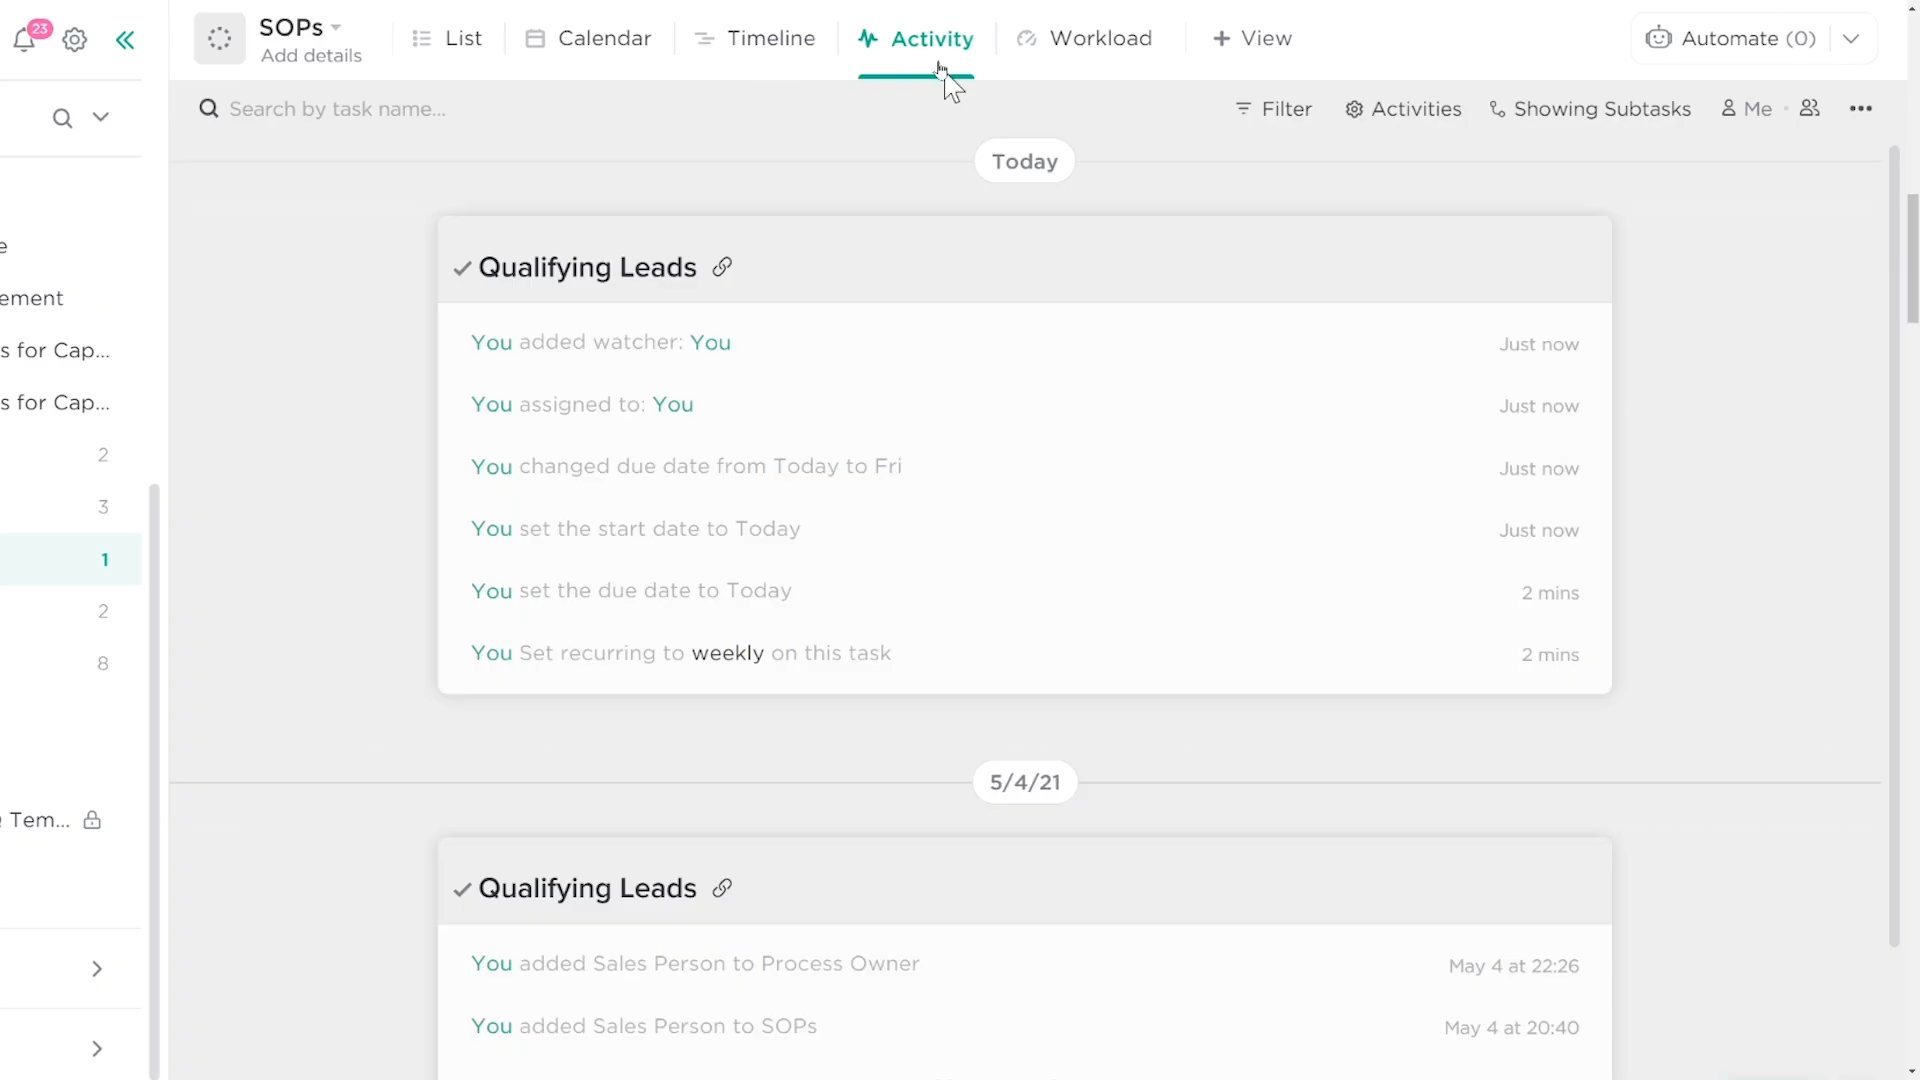 23
SOPs
Add details
List
Calendar
Timeline
Activity
Workload
+ View
Automate (0)
Search by task name...
Filter
Activities
Showing Subtasks
Me
Today
e
ement
s for Cap...
s for Cap...
2
3
1
2
8
Tem...
Qualifying Leads
You added watcher: You
Just now
You assigned to: You
Just now
You changed due date from Today to Fri
Just now
You set the start date to Today
Just now
You set the due date to Today
2 mins
You Set recurring to weekly on this task
2 mins
5/4/21
Qualifying Leads
You added Sales Person to Process Owner
May 4 at 22:26
You added Sales Person to SOPs
May 4 at 20:40